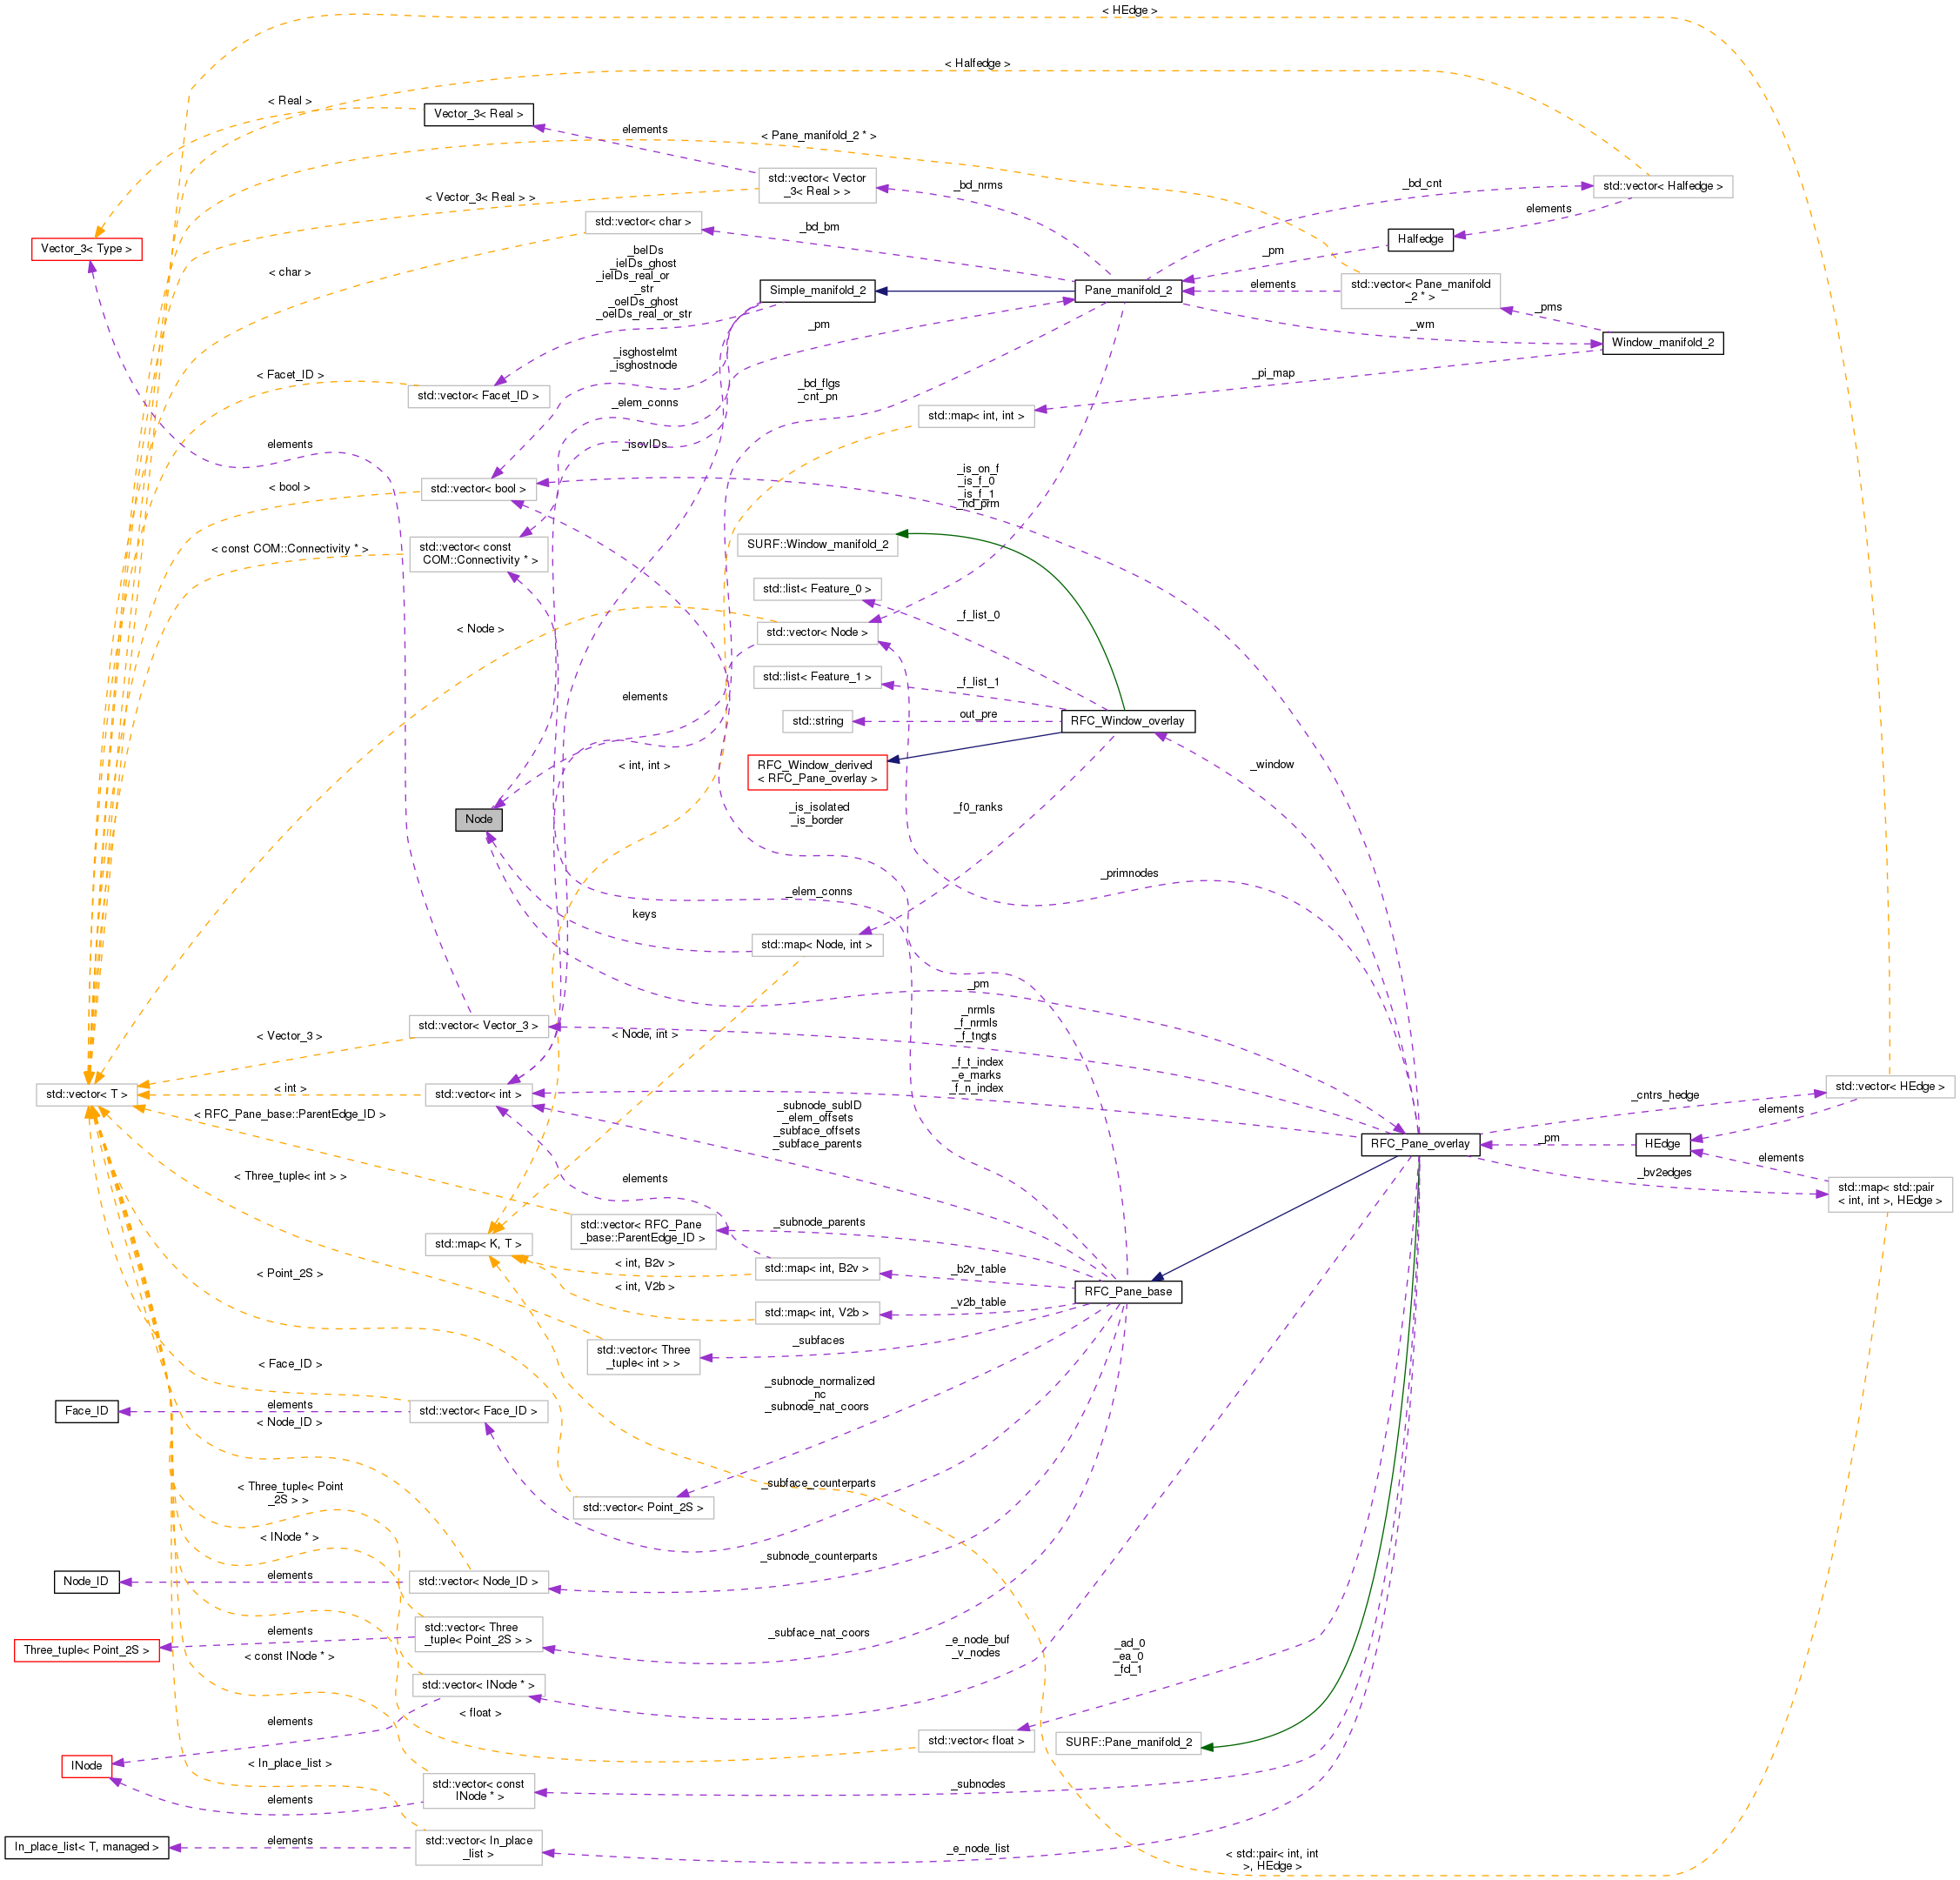 < HEdge >
< Halfedge >
< Real >
Vector_3< Real >
elements
< Pane_manifold_2 * >
std::vector< Vector
_3< Real > >
_bd_nrms
_bd_cnt
std::vector< Halfedge >
< Vector_3< Real > >
elements
std::vector< char >
_bd_bm
Halfedge
Vector_3< Type >
_pm
< char >
_beIDs
_ieIDs_ghost
_ieIDs_real_or
_str
_oeIDs_ghost
_oeIDs_real_or_str
Simple_manifold_2
Pane_manifold_2
elements
std::vector< Pane_manifold
_2 * >
_pms
_pm
_wm
Window_manifold_2
_isghostelmt
_isghostnode
< Facet_ID >
std::vector< Facet_ID >
_pi_map
_bd_flgs
_cnt_pn
_elem_conns
std::map< int, int >
elements
_isovIDs
_is_on_f
_is_f_0
_is_f_1
_nd_prm
< bool >
std::vector< bool >
< const COM::Connectivity * >
std::vector< const
COM::Connectivity * >
SURF::Window_manifold_2
std::list< Feature_0 >
_f_list_0
< Node >
std::vector< Node >
std::list< Feature_1 >
_f_list_1
elements
std::string
out_pre
RFC_Window_overlay
RFC_Window_derived
< RFC_Pane_overlay >
< int, int >
_window
Node
_is_isolated
_is_border
_f0_ranks
_primnodes
_elem_conns
keys
std::map< Node, int >
_pm
std::vector< Vector_3 >
< Vector_3 >
< Node, int >
_nrmls
_f_nrmls
_f_tngts
std::vector< T >
< int >
std::vector< int >
_f_t_index
_e_marks
_f_n_index
std::vector< HEdge >
_cntrs_hedge
< RFC_Pane_base::ParentEdge_ID >
_subnode_subID
_elem_offsets
_subface_offsets
_subface_parents
elements
RFC_Pane_overlay
_pm
HEdge
elements
_bv2edges
std::map< std::pair
< int, int >, HEdge >
< Three_tuple< int > >
elements
std::vector< RFC_Pane
_base::ParentEdge_ID >
_subnode_parents
std::map< K, T >
< int, B2v >
std::map< int, B2v >
_b2v_table
< Point_2S >
< int, V2b >
std::map< int, V2b >
_v2b_table
RFC_Pane_base
std::vector< Three
_tuple< int > >
_subfaces
< Face_ID >
_subnode_normalized
_nc
_subnode_nat_coors
Face_ID
elements
std::vector< Face_ID >
< Node_ID >
_subface_counterparts
< Three_tuple< Point
_2S > >
std::vector< Point_2S >
< INode * >
_subnode_counterparts
Node_ID
elements
std::vector< Node_ID >
Three_tuple< Point_2S >
elements
std::vector< Three
_tuple< Point_2S > >
_subface_nat_coors
_e_node_buf
_v_nodes
_ad_0
_ea_0
_fd_1
< const INode * >
std::vector< INode * >
elements
< float >
std::vector< float >
SURF::Pane_manifold_2
INode
< In_place_list >
elements
std::vector< const
INode * >
_subnodes
In_place_list< T, managed >
elements
std::vector< In_place
_list >
_e_node_list
< std::pair< int, int
>, HEdge >